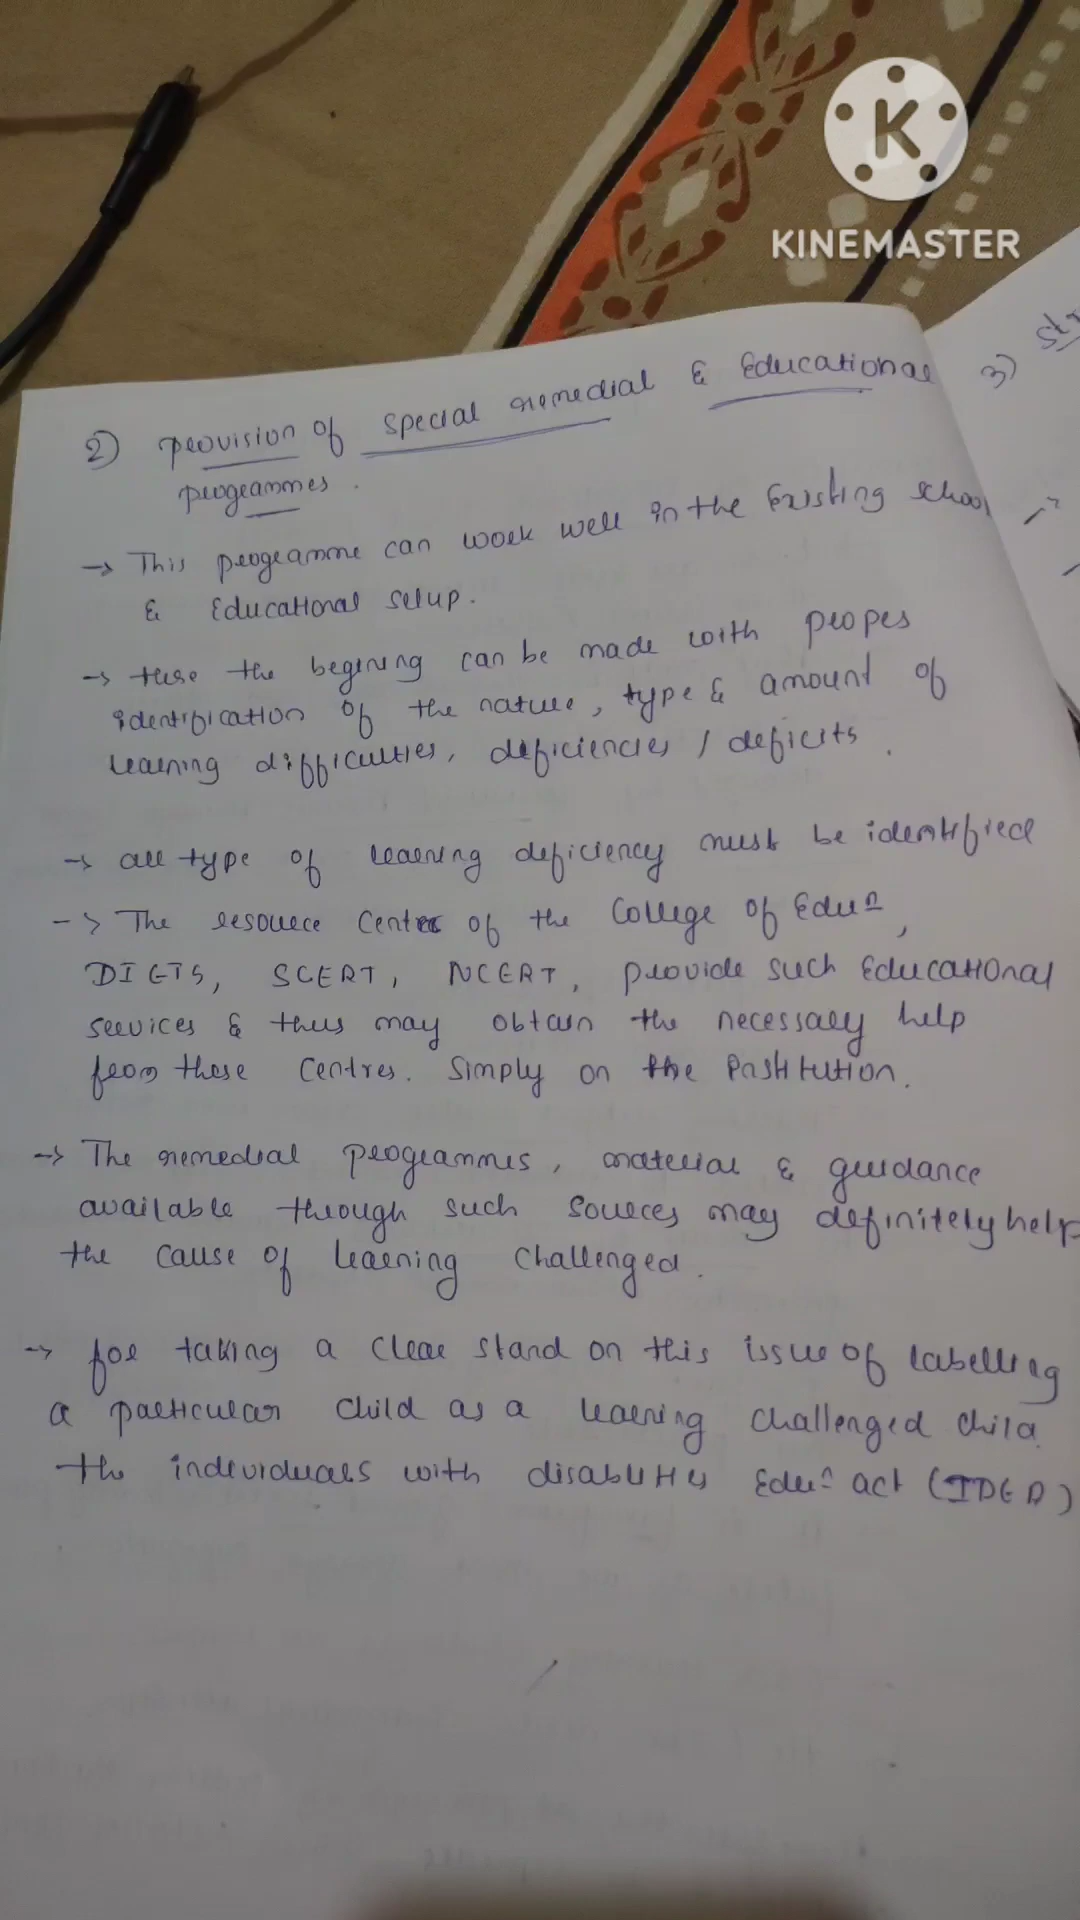 K
KINEMASTER
2) provision of special remedial & Educational
programmes.
→ This programme can work well in the Existing school
& Educational setup.
→ Here the begining can be made with proper
identification of the nature, type & amount of
learning difficulties, deficiencies / deficits.
→ all type of learning deficiency must be identified
→ The resource Centre of the College of Edun,
DIETS, SCERT, NCERT, provide such Educational
services & thus may obtain the necessary help
from these Centres. Simply on the Institution.
→ The remedial programmes, material & guidance
available through such sources may definitely help
the cause of learning challenged.
→ for taking a clear stand on this issue of labelling
a particular child as a learning challenged child
the individuals with disability Edun act (IDEA)
3)